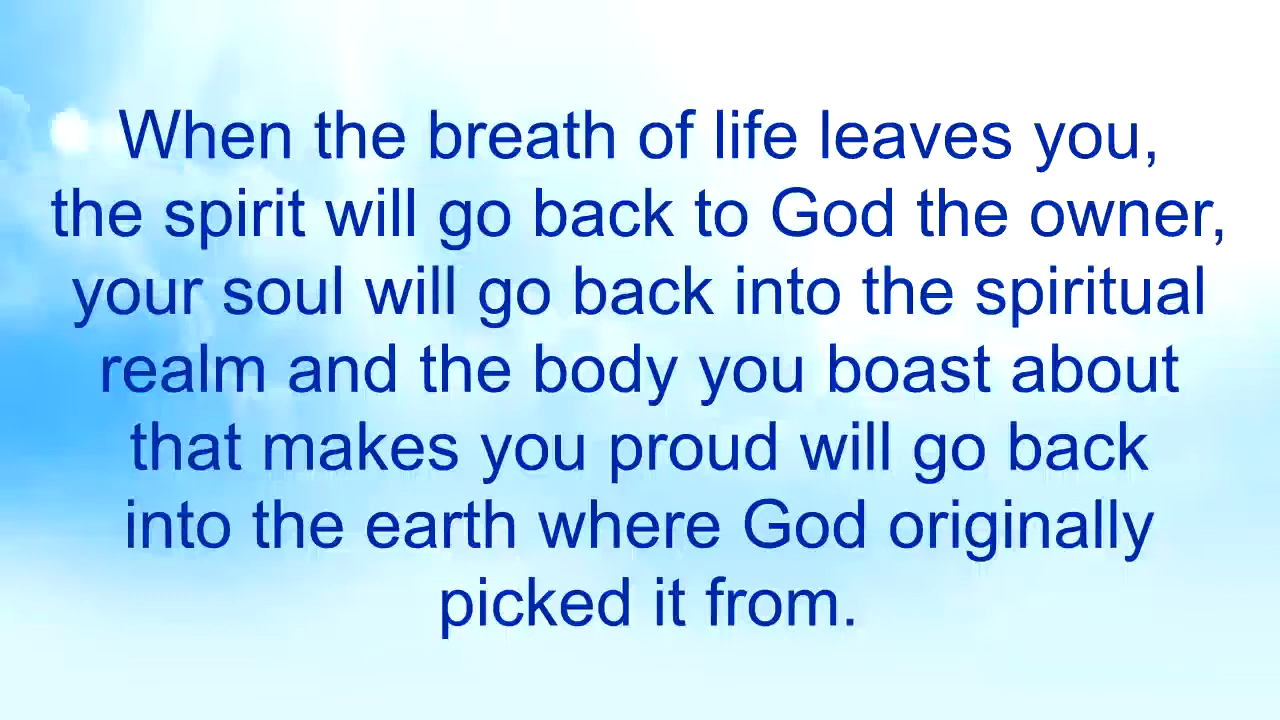 When the breath of life leaves you,
the spirit will go back to God the owner,
your soul will go back into the spiritual
realm and the body you boast about
that makes you proud will go back
into the earth where God originally
picked it from.